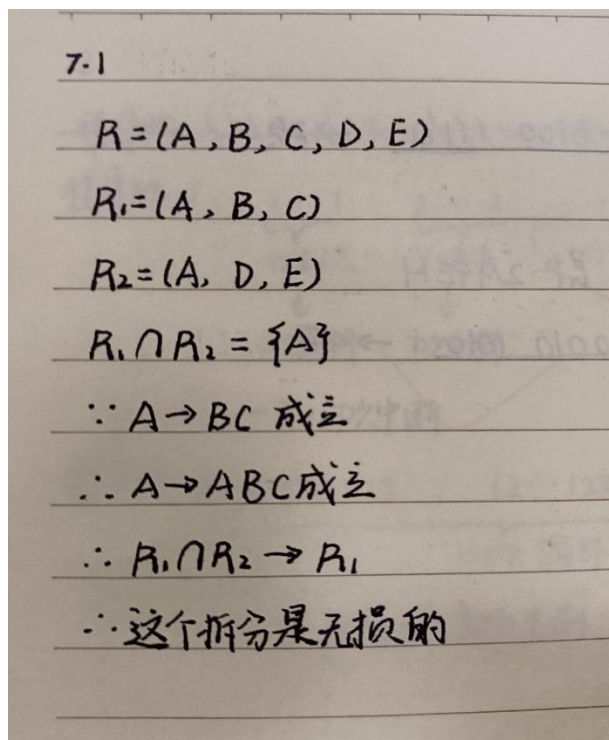 7.1
R=(A,B,C,D,E)
R₁=(A,B,C)
R₂=(A,D,E)
R₁∩R₂={A}
∵A→BC 成立
∴A→ABC成立
∴R₁∩R₂→R₁
∴这个拆分是无损的